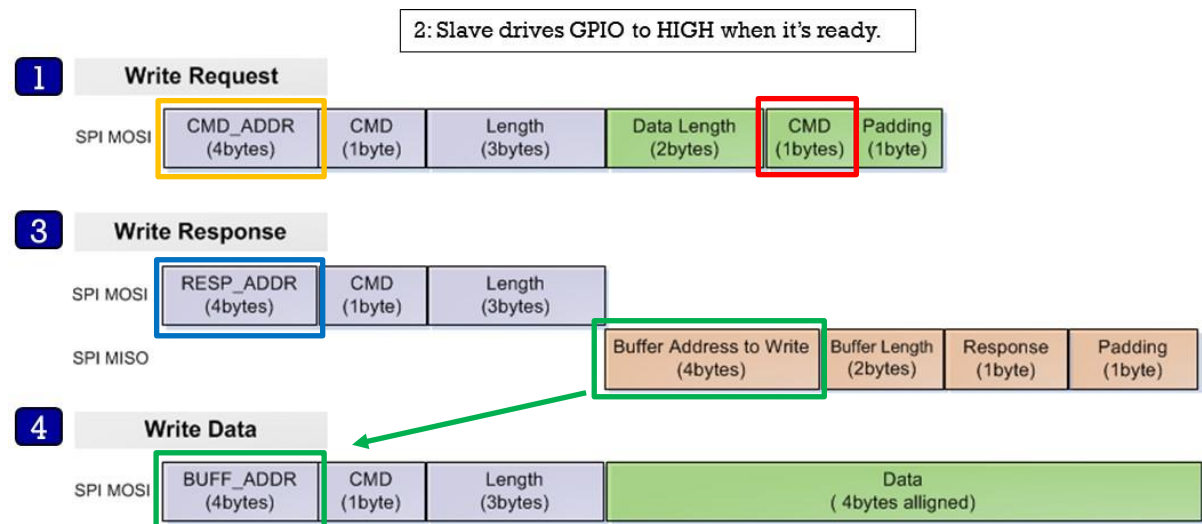 2: Slave drives GPIO to HIGH when it's ready.
1
Write Request
SPI MOSI
CMD_ADDR
(4bytes)
CMD
(1byte)
Length
(3bytes)
Data Length
(2bytes)
CMD
(1bytes)
Padding
(1byte)
3
Write Response
SPI MOSI
RESP_ADDR
(4bytes)
CMD
(1byte)
Length
(3bytes)
SPI MISO
Buffer Address to Write
(4bytes)
Buffer Length
(2bytes)
Response
(1byte)
Padding
(1byte)
4
Write Data
SPI MOSI
BUFF_ADDR
(4bytes)
CMD
(1byte)
Length
(3bytes)
Data
( 4bytes alligned)